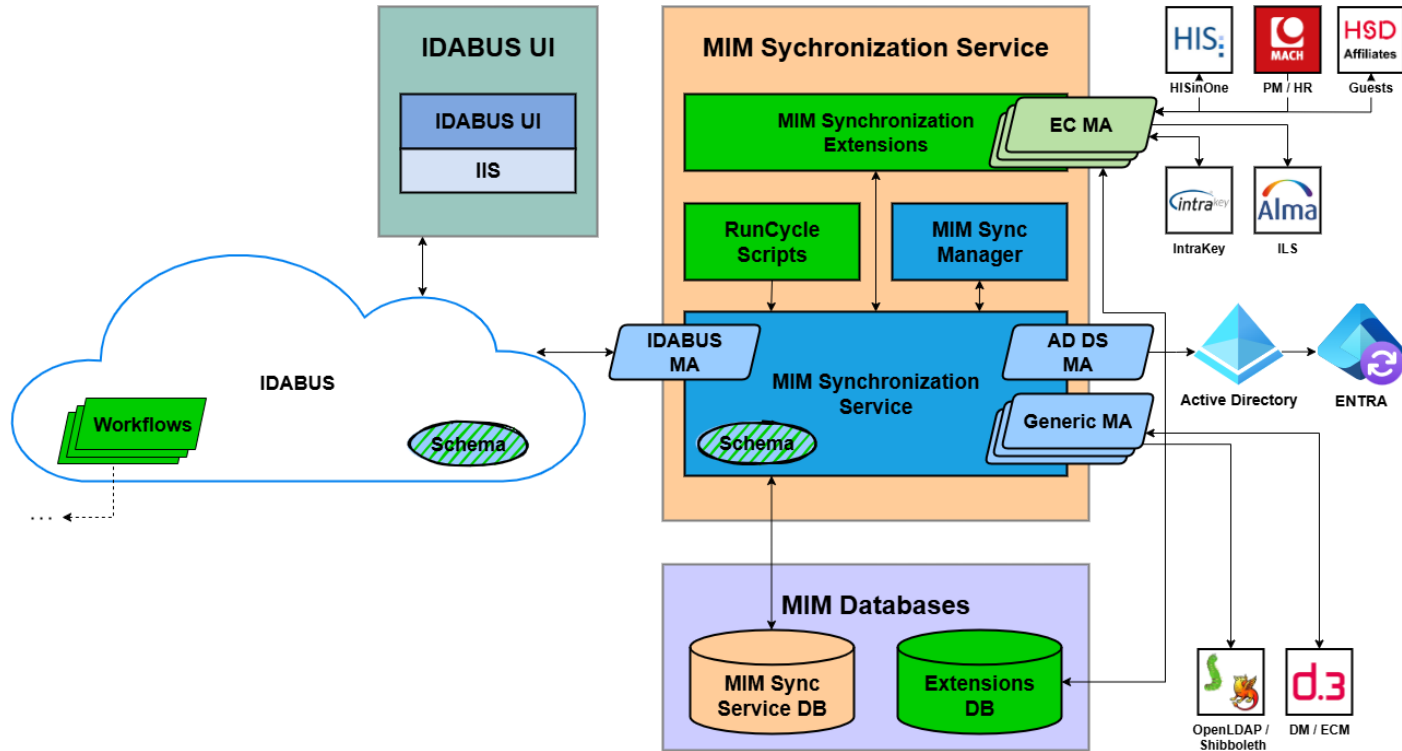 IDABUS UI
IDABUS UI
IIS
MIM Sychronization Service
MIM Synchronization
Extensions
EC MA
RunCycle
Scripts
MIM Sync
Manager
IDABUS
MA
MIM Synchronization
Service
AD DS
MA
Generic MA
Schema
IDABUS
Workflows
Schema
...
HIS
HISinOne
MACH
PM / HR
HSD
Affiliates
Guests
intrakey
IntraKey
Alma
ILS
Active Directory
ENTRA
MIM Databases
MIM Sync
Service DB
Extensions
DB
OpenLDAP /
Shibboleth
d.3
DM / ECM